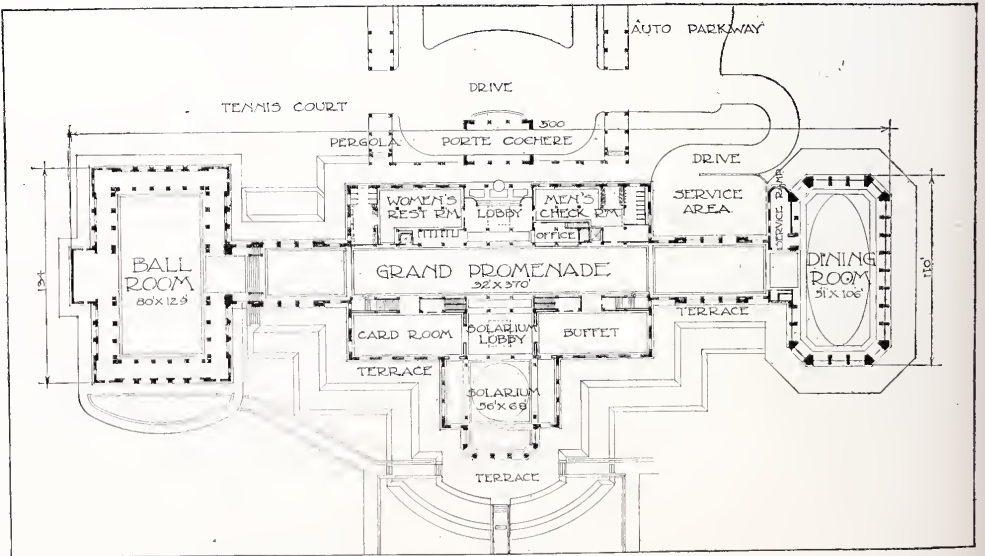 AUTO PARKWAY
DRIVE
TENNIS COURT
500
PERGOLA
PORTE COCHERE
DRIVE
WOMEN'S
REST RM.
LOBBY
MEN'S
CHECK RM.
OFFICE
SERVICE
AREA
SERVICE RAMP
134
BALL
ROOM
80'X125'
GRAND PROMENADE
32'X370'
DINING
ROOM
51'X106'
110'
CARD ROOM
SOLARIUM
LOBBY
BUFFET
TERRACE
TERRACE
SOLARIUM
56'X68'
TERRACE